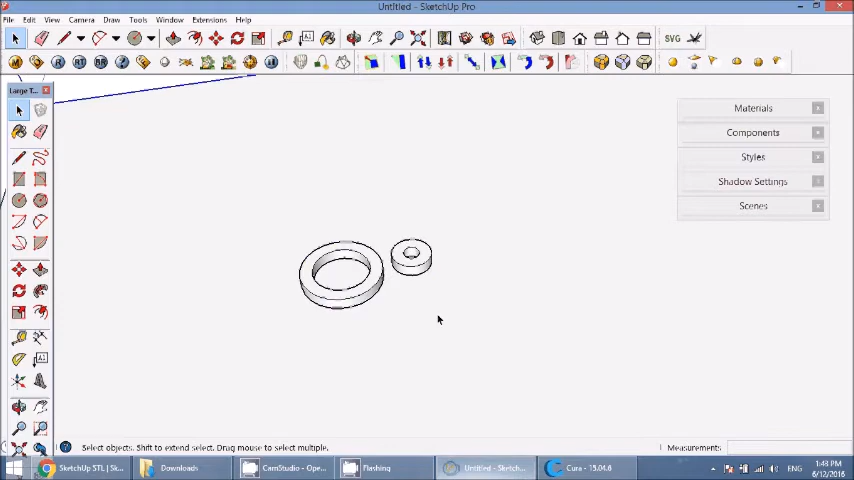 Untitled - SketchUp Pro
File Edit View Camera Draw Tools Window Extensions Help
SVG
Large T...
Materials
Components
Styles
Shadow Settings
Scenes
Select objects. Shift to extend select. Drag mouse to select multiple.
Measurements
SketchUp STL | Sk...
Downloads
CamStudio - Ope...
Flashing
Untitled - Sketch...
Cura - 15.04.6
ENG
1:48 PM
6/12/2016